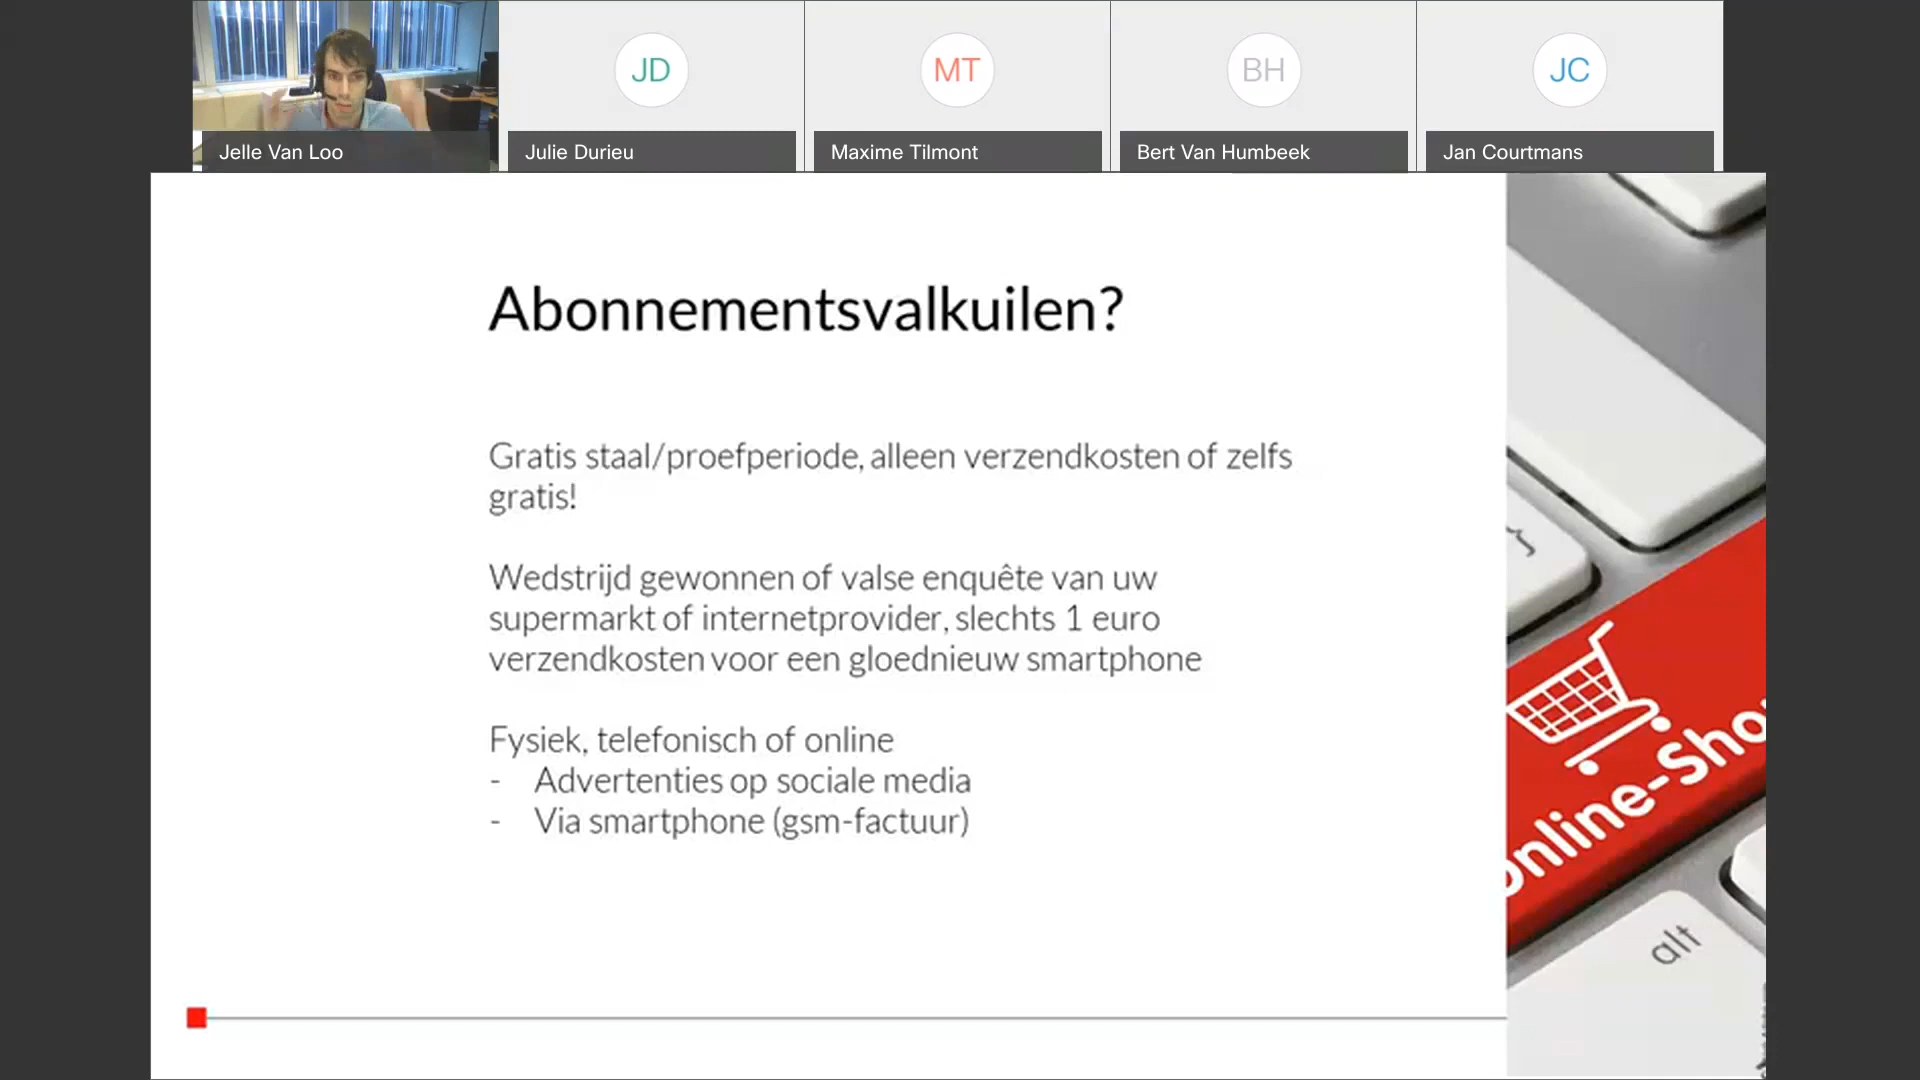 JD
MT
BH
JC
Jelle Van Loo
Julie Durieu
Maxime Tilmont
Bert Van Humbeek
Jan Courtmans
Abonnementsvalkuilen?
Gratis staal/proefperiode, alleen verzendkosten of zelfs
gratis!
Wedstrijd gewonnen of valse enquête van uw
supermarkt of internetprovider, slechts 1 euro
verzendkosten voor een gloednieuw smartphone
Fysiek, telefonisch of online
- Advertenties op sociale media
- Via smartphone (gsm-factuur)
}
Online-Sho
alt